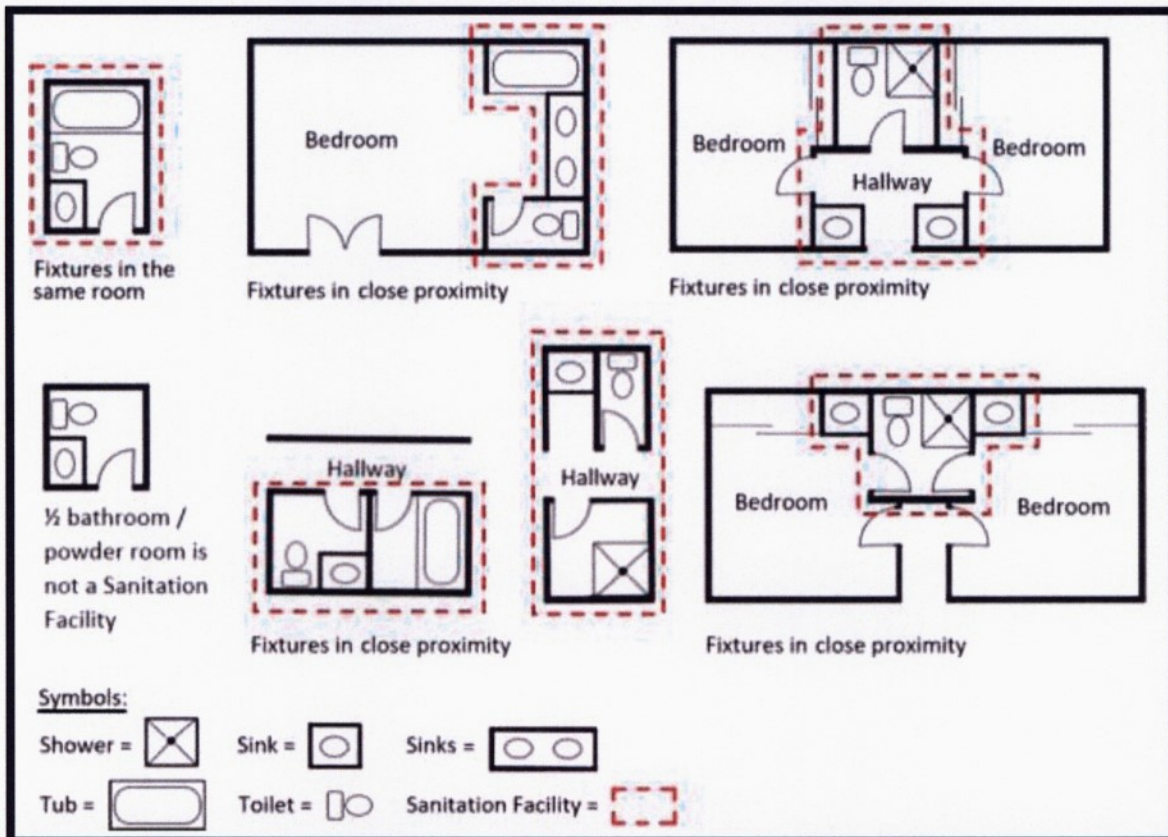 Bedroom
Bedroom
Bedroom
Hallway
Fixtures in the
same room
Fixtures in close proximity
Fixtures in close proximity
½ bathroom /
powder room is
not a Sanitation
Facility
Hallway
Hallway
Bedroom
Bedroom
Fixtures in close proximity
Fixtures in close proximity
Symbols:
Shower =
Sink =
Sinks =
Tub =
Toilet =
Sanitation Facility =